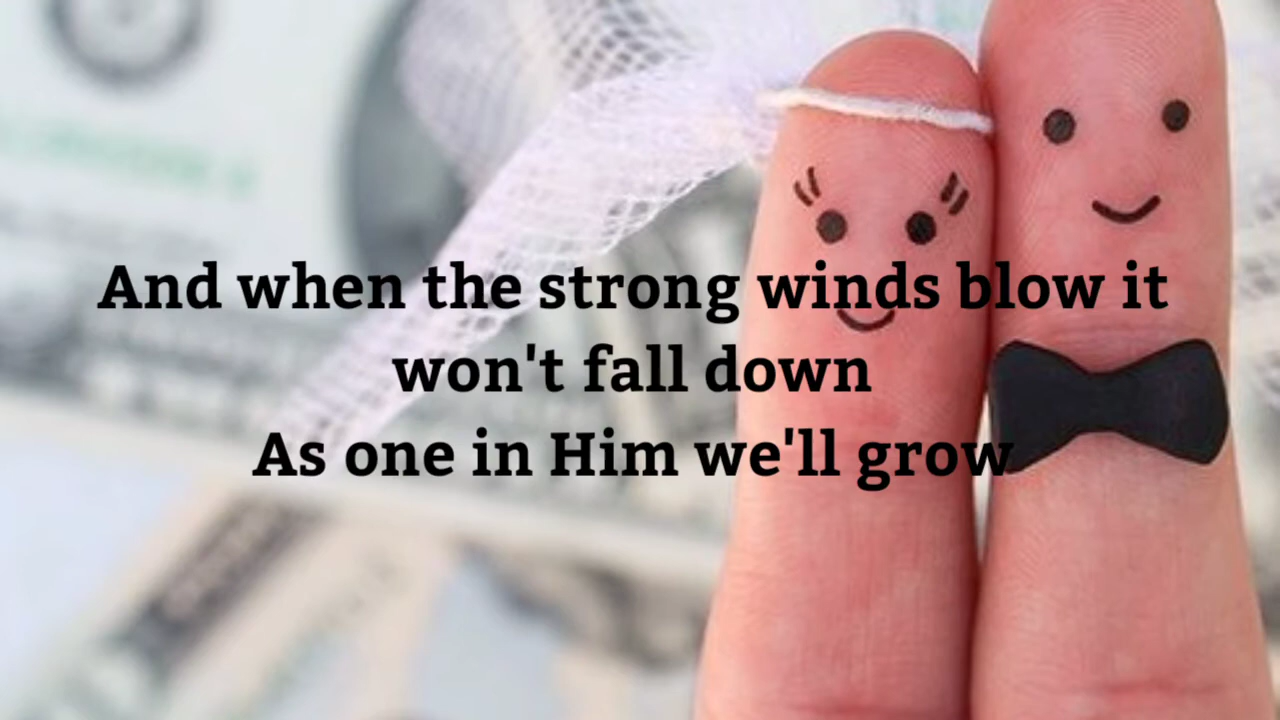 And when the strong winds blow it
won't fall down
As one in Him we'll grow